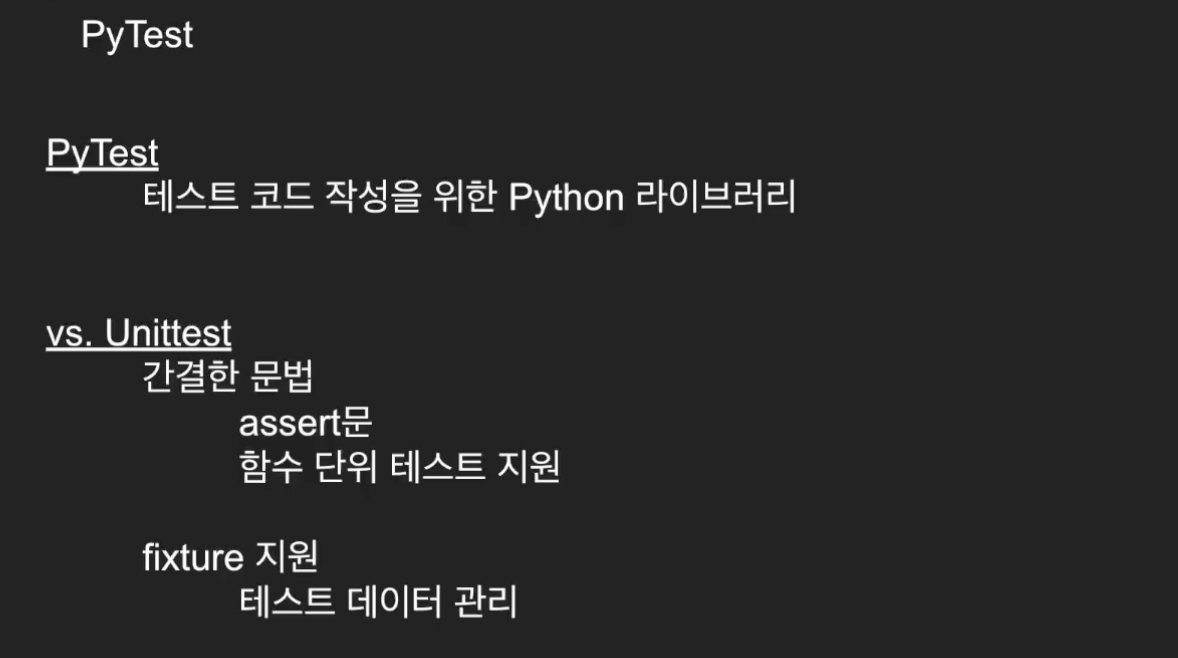 PyTest
PyTest
테스트 코드 작성을 위한 Python 라이브러리
vs. Unittest
간결한 문법
assert문
함수 단위 테스트 지원
fixture 지원
테스트 데이터 관리